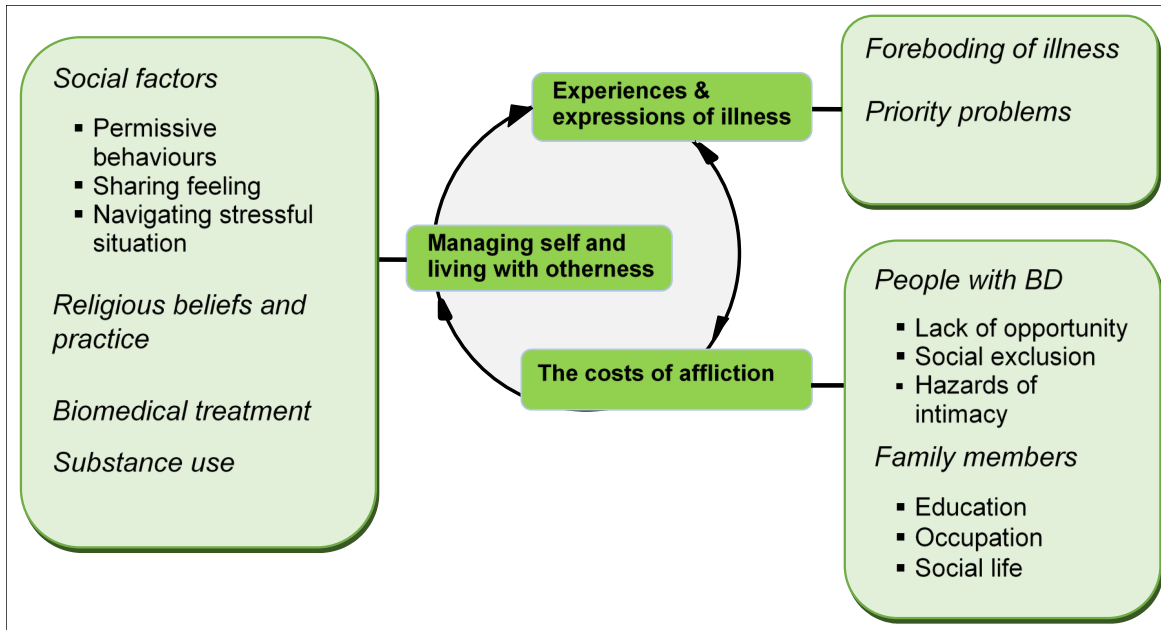 Social factors
▪ Permissive
behaviours
▪ Sharing feeling
▪ Navigating stressful
situation
Religious beliefs and
practice
Biomedical treatment
Substance use
Experiences &
expressions of illness
Managing self and
living with otherness
The costs of affliction
Foreboding of illness
Priority problems
People with BD
▪ Lack of opportunity
▪ Social exclusion
▪ Hazards of
intimacy
Family members
▪ Education
▪ Occupation
▪ Social life